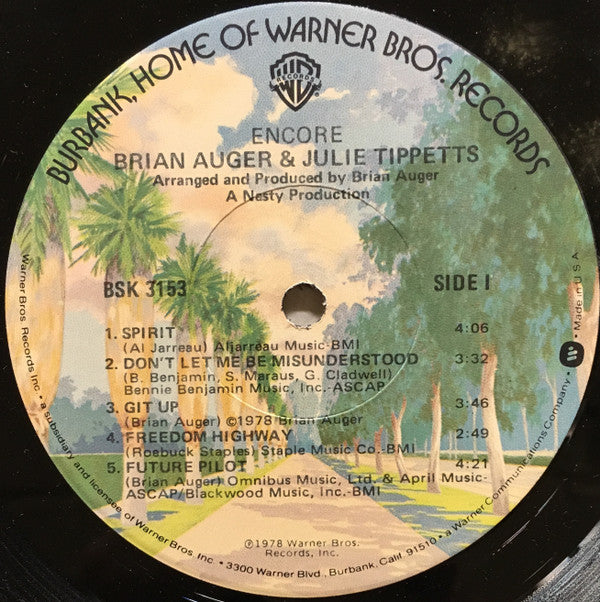 BURBANK, HOME OF WARNER BROS. RECORDS
WB
RECORDS
ENCORE
BRIAN AUGER & JULIE TIPPETTS
Arranged and Produced by Brian Auger
A Nesty Production
BSK 3153
SIDE I
1. SPIRIT 4:06
(Al Jarreau) Aljarreau Music-BMI
2. DON'T LET ME BE MISUNDERSTOOD 3:32
(B. Benjamin, S. Maraus, G. Cladwell)
Bennie Benjamin Music, Inc.-ASCAP
3. GIT UP 3:46
(Brian Auger) ©1978 Brian Auger
4. FREEDOM HIGHWAY 2:49
(Roebuck Staples) Staple Music Co.-BMI
5. FUTURE PILOT 4:21
(Brian Auger) Omnibus Music, Ltd. & April Music-
ASCAP/Blackwood Music, Inc-BMI
℗1978 Warner Bros.
Records, Inc.
Warner Bros. Records Inc. • a subsidiary and licensee of Warner Bros. Inc. • 3300 Warner Blvd., Burbank, Calif. 91510 • a Warner Communications Company. • Made in U.S.A.